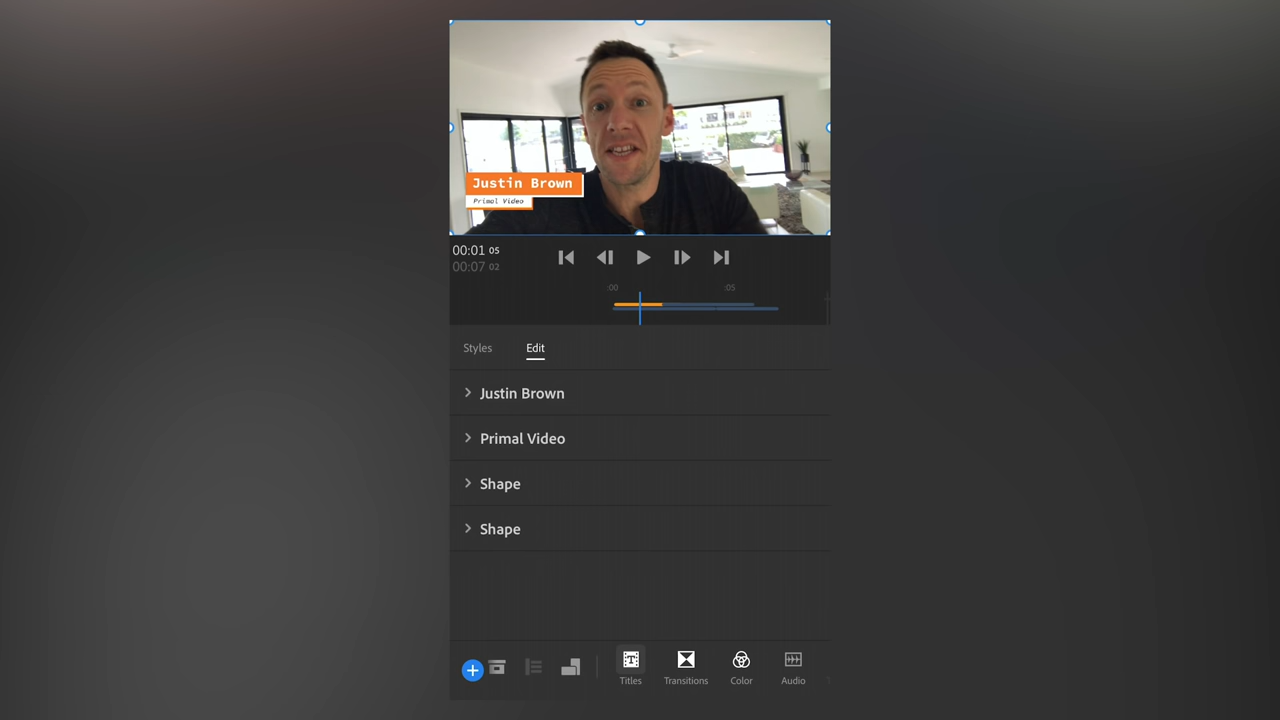 Justin Brown
Primal Video
00:01 05
00:07 02
:00
:05
Styles
Edit
Justin Brown
Primal Video
Shape
Shape
Titles
Transitions
Color
Audio